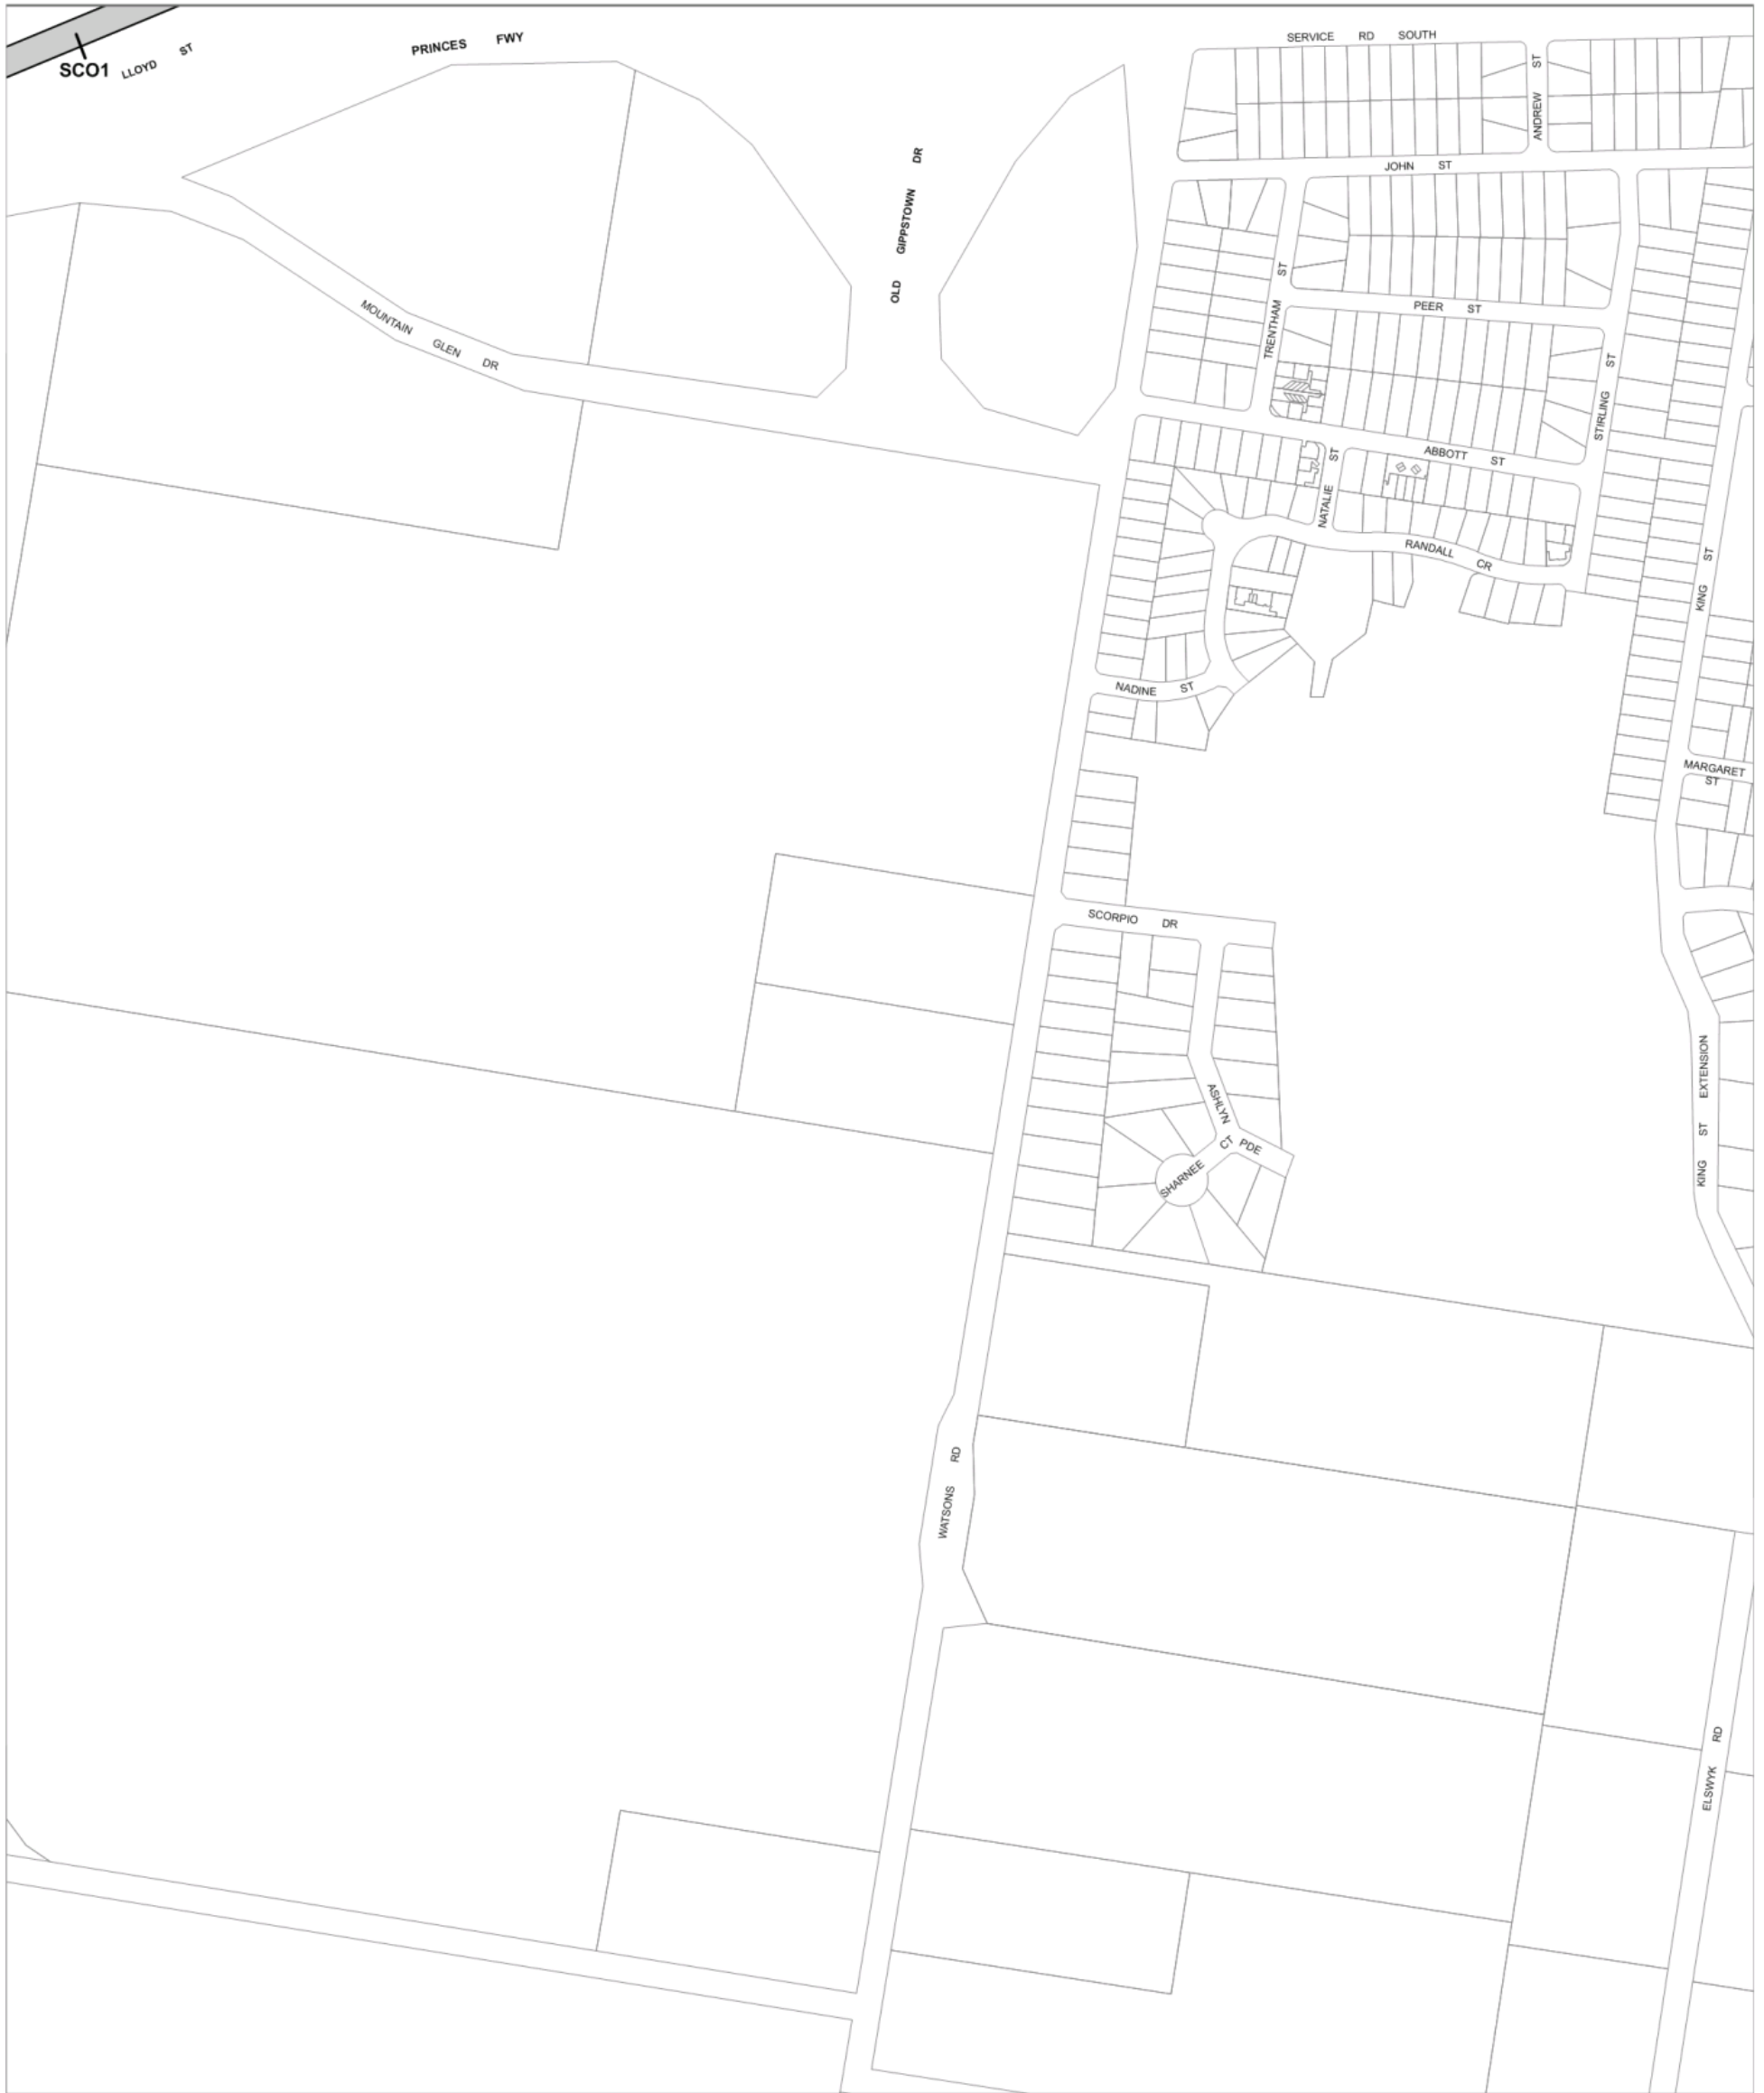 SERVICE RD SOUTH
PRINCES FWY
LLOYD ST
SCO1
ANDREW ST
JOHN ST
OLD GIPPSTOWN DR
TRENTHAM ST
PEER ST
MOUNTAIN GLEN DR
STIRLING ST
ABBOTT ST
NATALIE ST
RANDALL CR
KING ST
NADINE ST
MARGARET ST
SCORPIO DR
ASHLYN PDE
SHARNEE CT
KING ST EXTENSION
WATSONS RD
ELSWYK RD